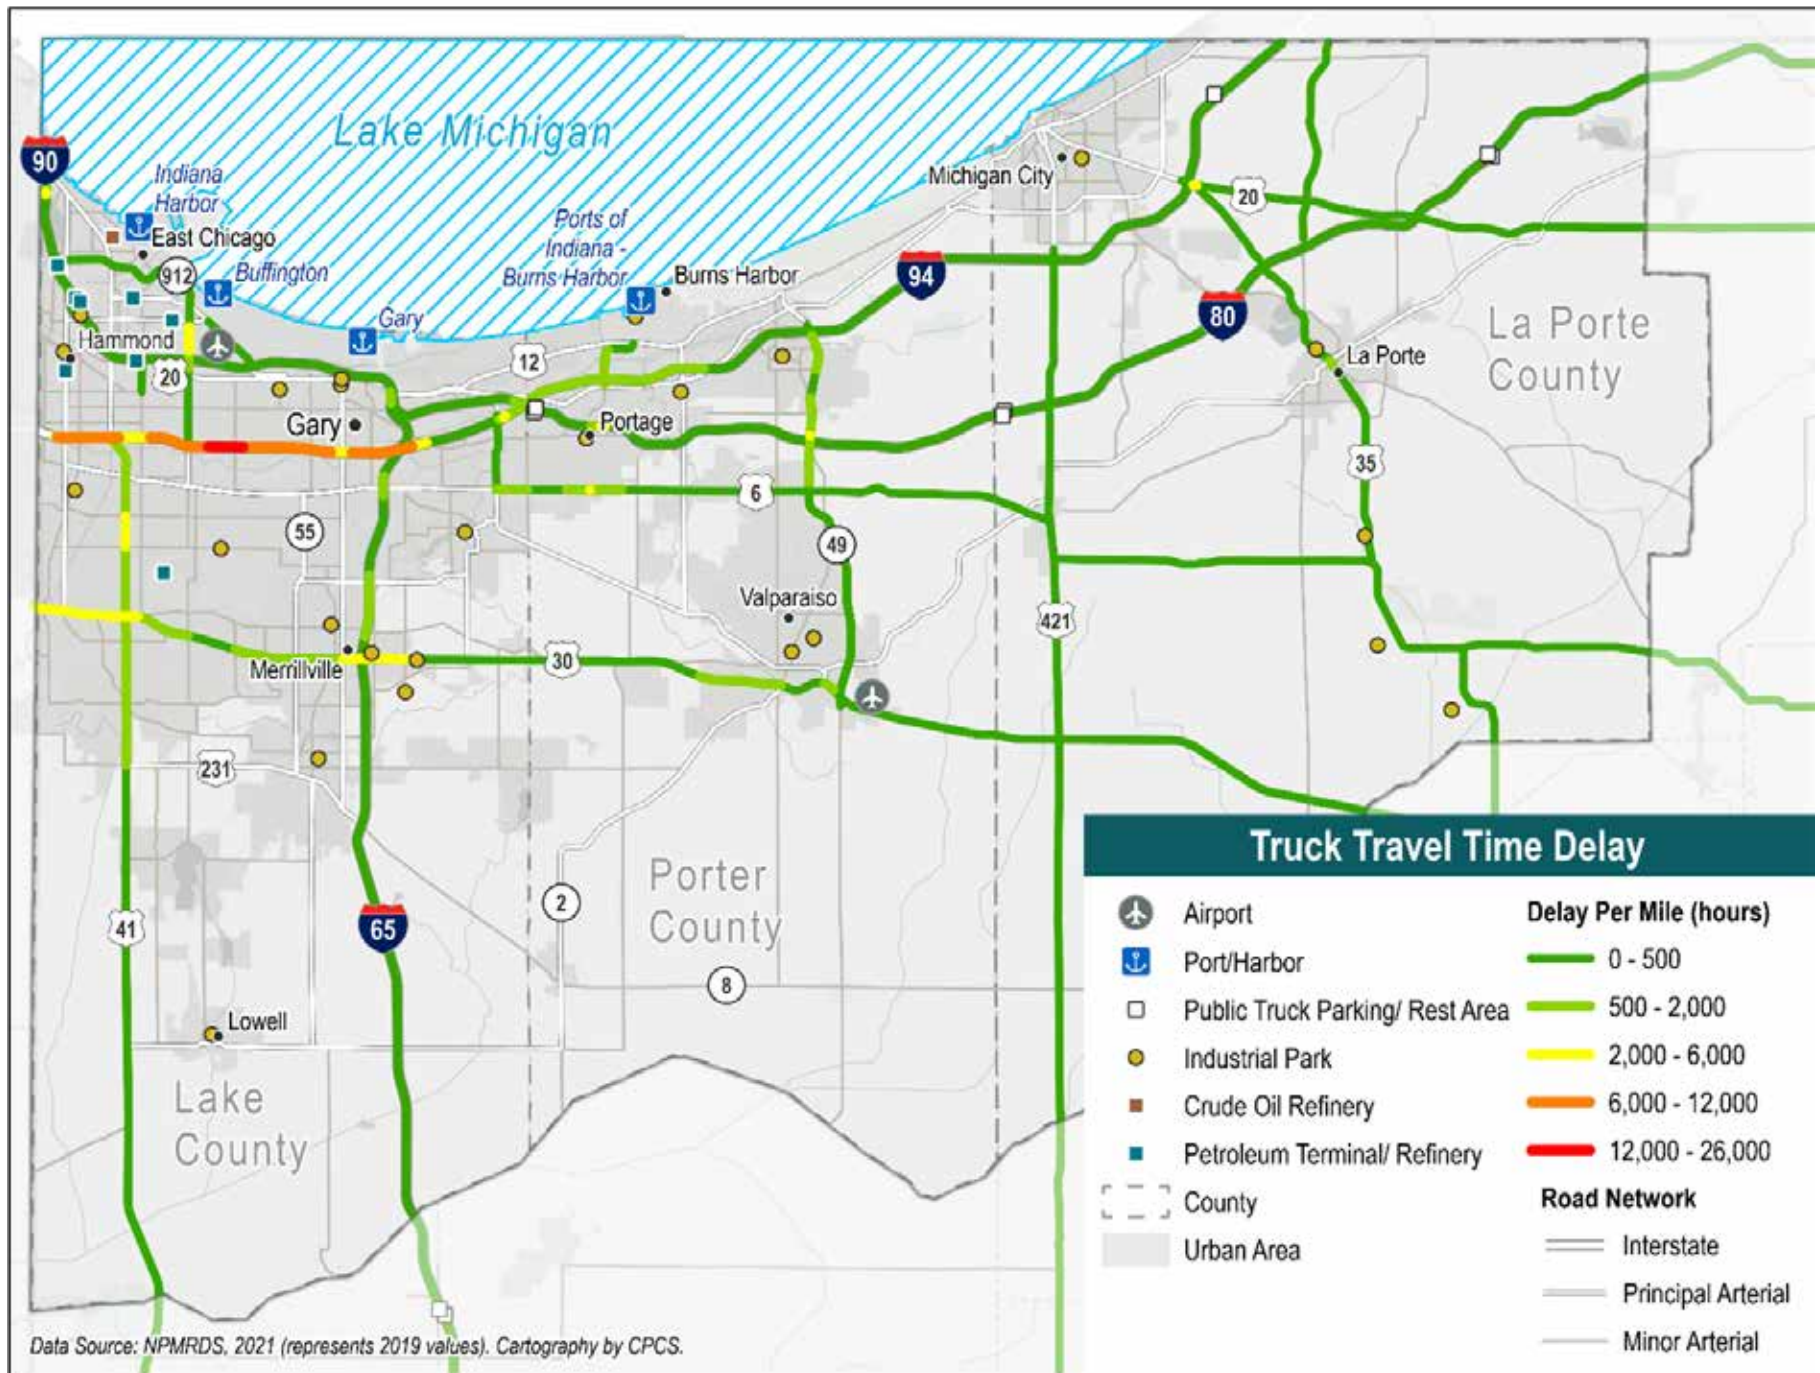 Lake Michigan
90
Indiana
Harbor
East Chicago
912
Buffington
Ports of
Indiana -
Burns Harbor
Burns Harbor
Gary
Michigan City
20
94
80
La Porte
County
Hammond
20
12
La Porte
Gary
Portage
6
35
55
49
Valparaiso
421
Merrillville
30
231
Porter
County
41
65
2
8
Lowell
Lake
County
Truck Travel Time Delay
Airport
Port/Harbor
Public Truck Parking/ Rest Area
Industrial Park
Crude Oil Refinery
Petroleum Terminal/ Refinery
County
Urban Area
Delay Per Mile (hours)
0 - 500
500 - 2,000
2,000 - 6,000
6,000 - 12,000
12,000 - 26,000
Road Network
Interstate
Principal Arterial
Minor Arterial
Data Source: NPMRDS, 2021 (represents 2019 values). Cartography by CPCS.